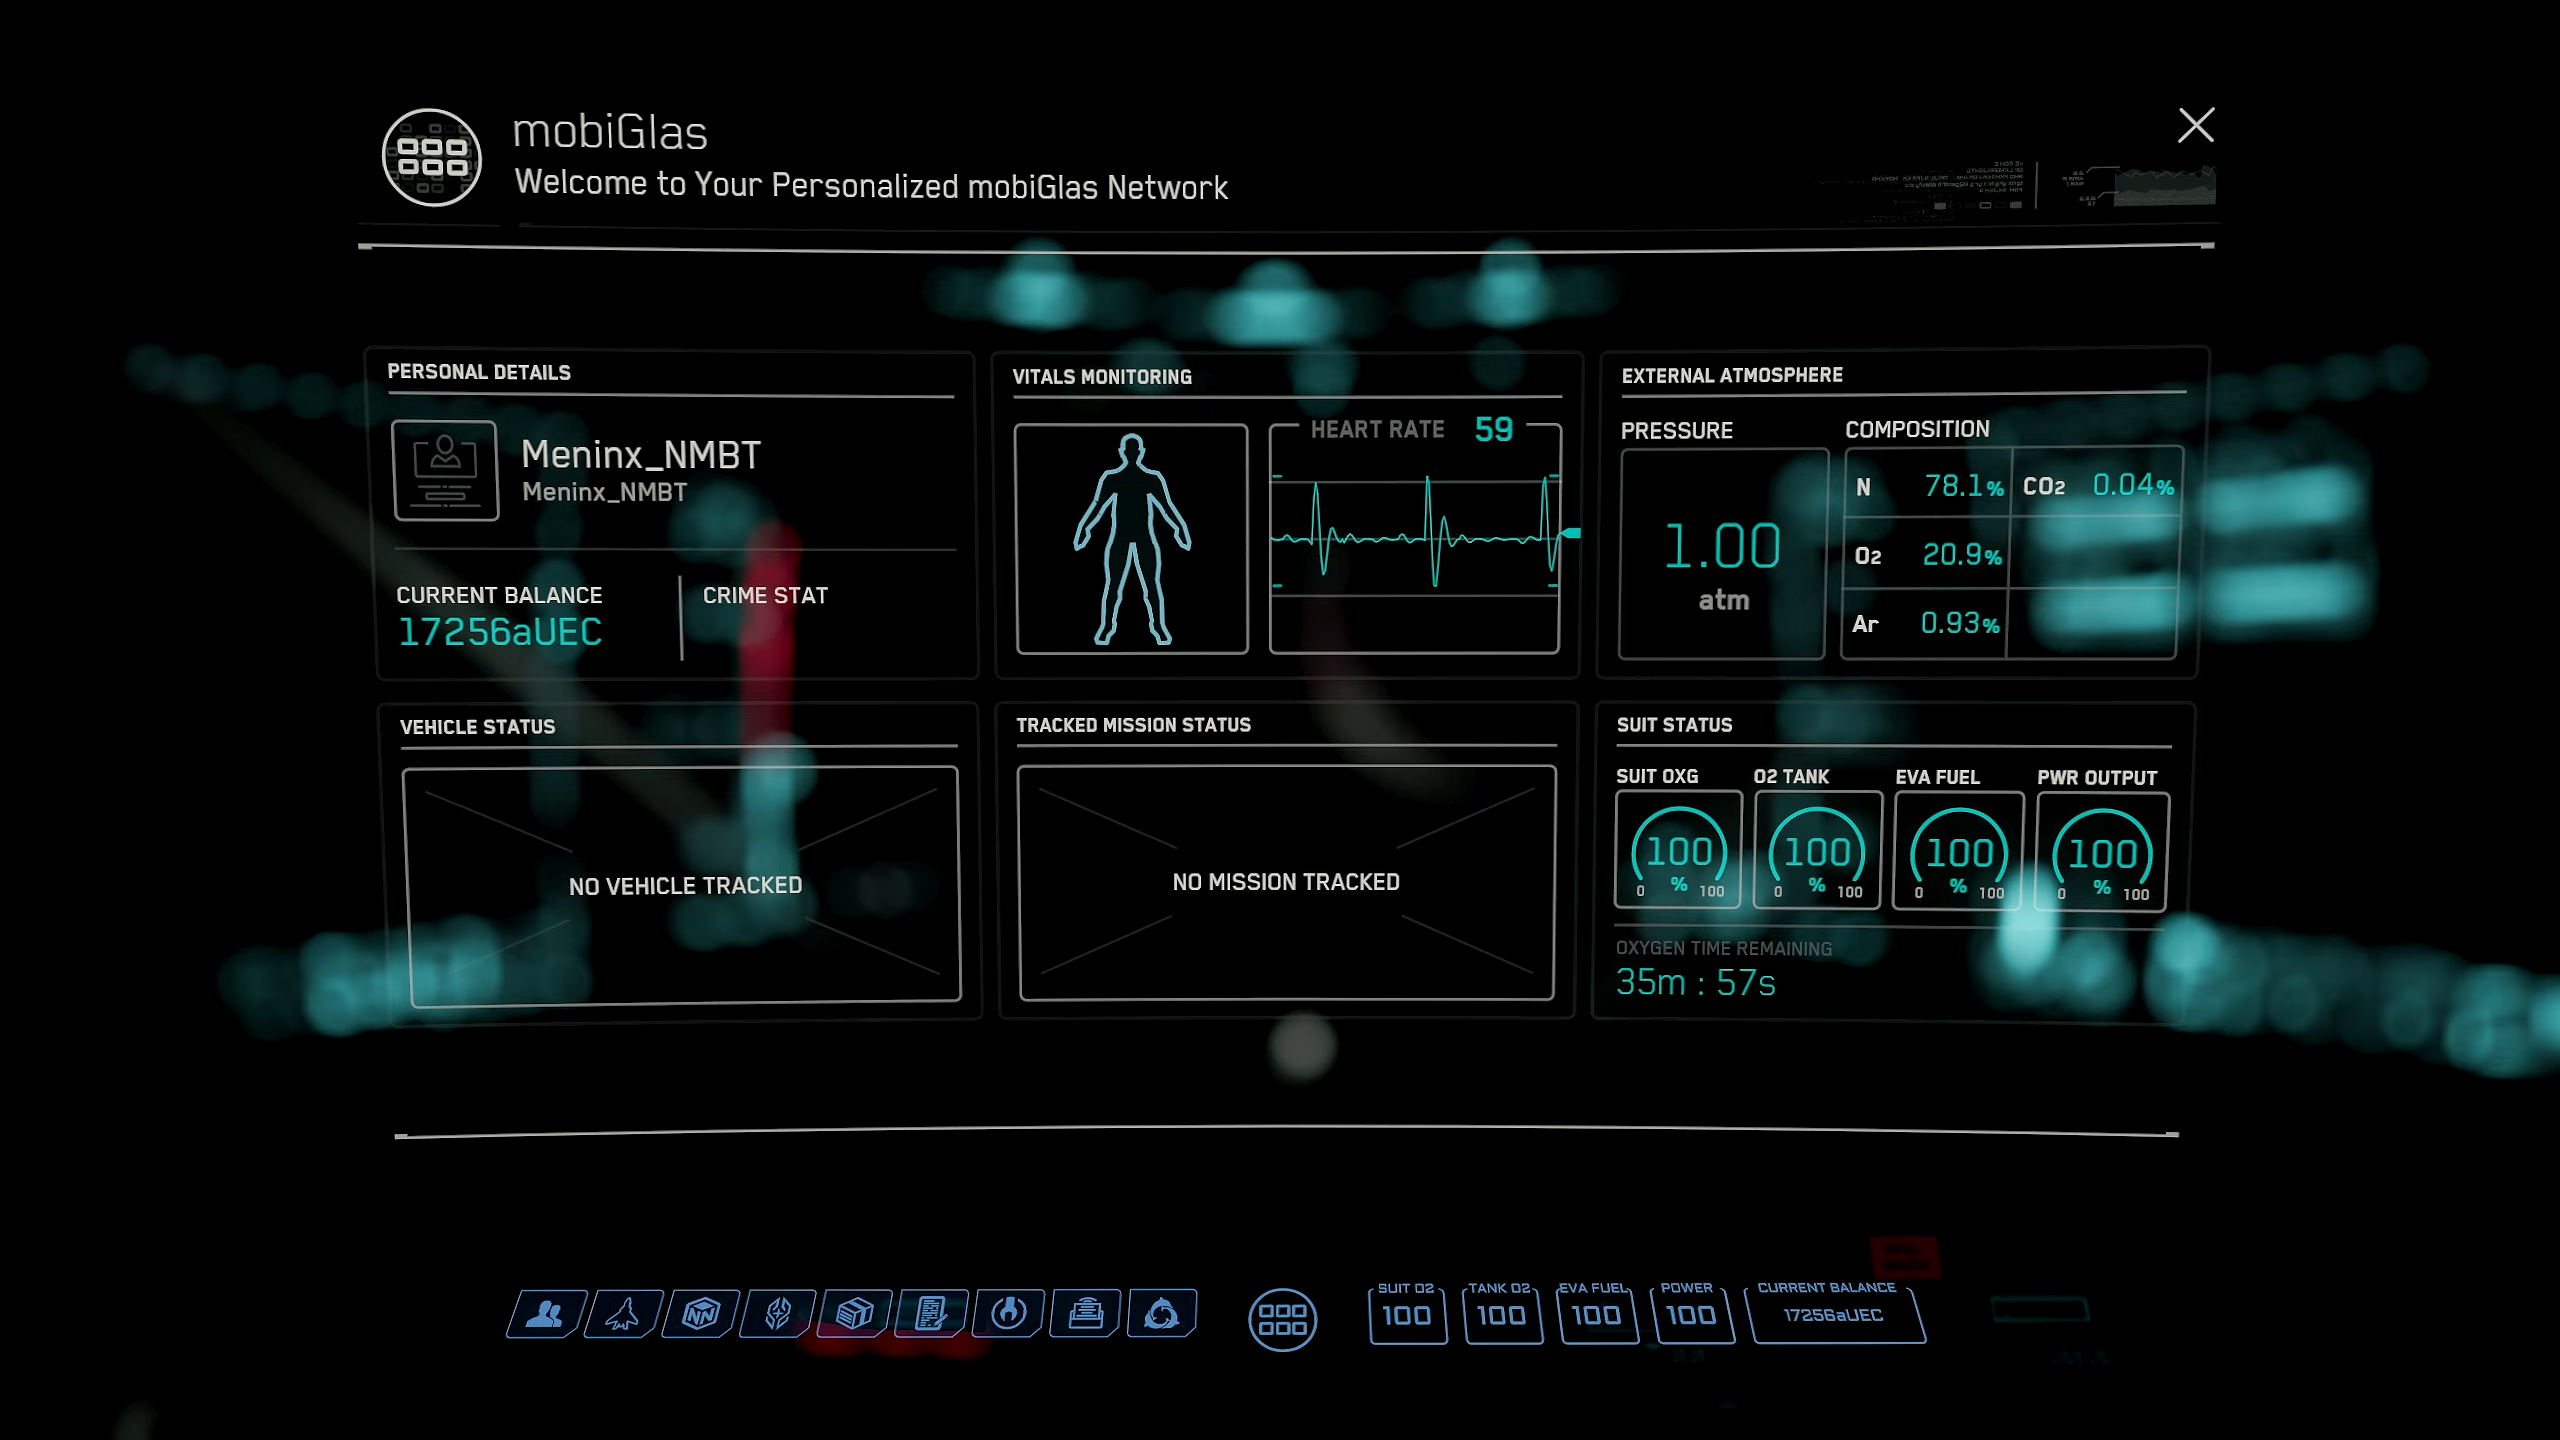 mobiGlas
Welcome to Your Personalized mobiGlas Network
PERSONAL DETAILS
Meninx_NMBT
Meninx_NMBT
CURRENT BALANCE
17256aUEC
CRIME STAT
VITALS MONITORING
HEART RATE 59
EXTERNAL ATMOSPHERE
PRESSURE
1.00
atm
COMPOSITION
N 78.1% CO2 0.04%
O2 20.9%
Ar 0.93%
VEHICLE STATUS
NO VEHICLE TRACKED
TRACKED MISSION STATUS
NO MISSION TRACKED
SUIT STATUS
SUIT OXG O2 TANK EVA FUEL PWR OUTPUT
100 100 100 100
0 % 100 0 % 100 0 % 100 0 % 100
OXYGEN TIME REMAINING
35m : 57s
NN
SUIT O2 TANK O2 EVA FUEL POWER CURRENT BALANCE
100 100 100 100 17256aUEC